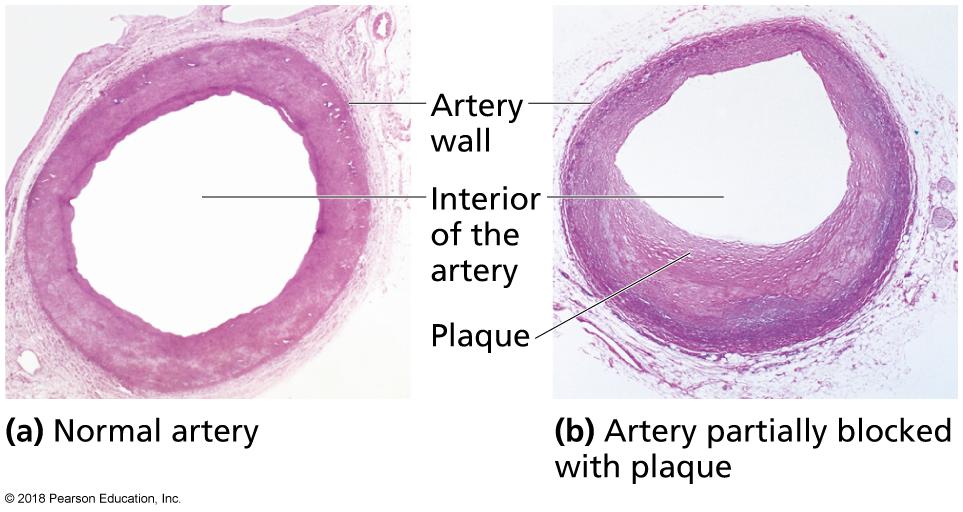 Artery
wall
Interior
of the
artery
Plaque
(a) Normal artery
(b) Artery partially blocked
with plaque
© 2018 Pearson Education, Inc.